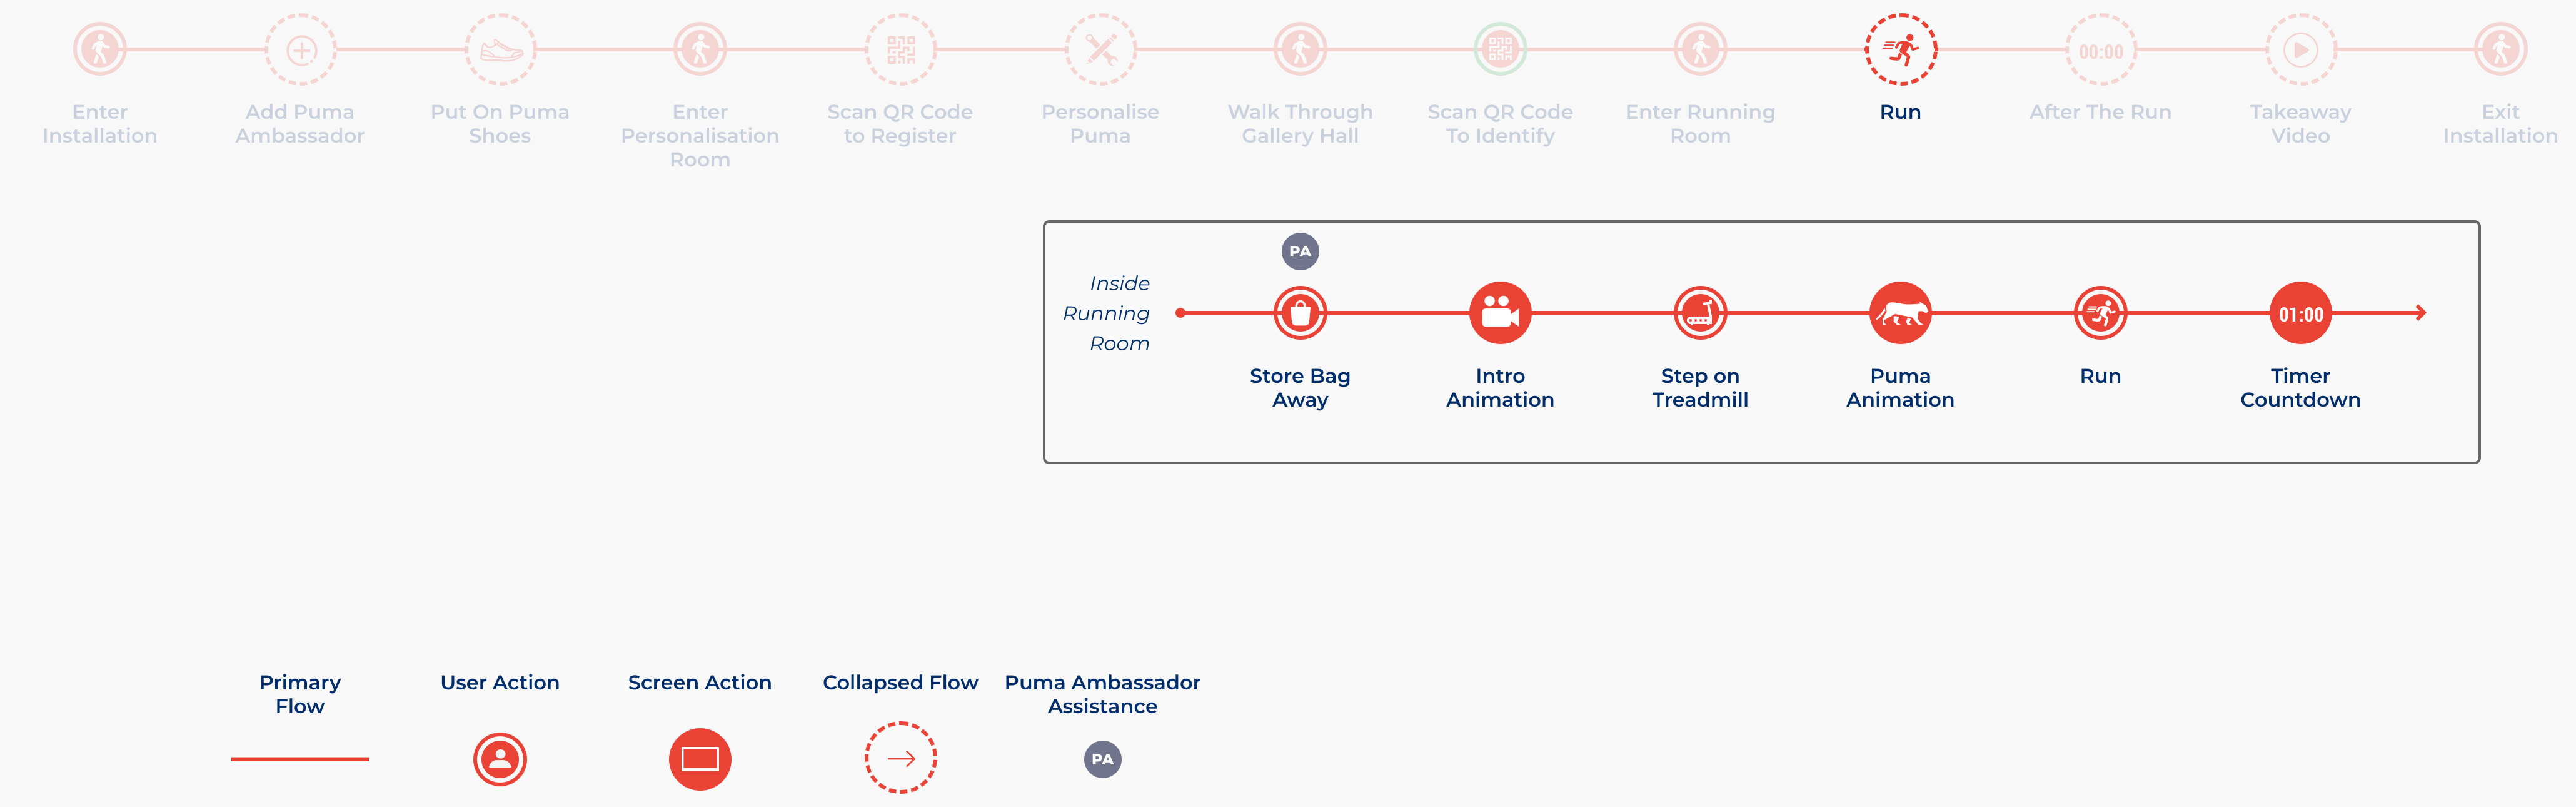 00:00
Enter
Installation
Add Puma
Ambassador
Put On Puma
Shoes
Enter
Personalisation
Room
Scan QR Code
to Register
Personalise
Puma
Walk Through
Gallery Hall
Scan QR Code
To Identify
Enter Running
Room
Run
After The Run
Takeaway
Video
Exit
Installation
PA
Inside
Running
Room
01:00
Store Bag
Away
Intro
Animation
Step on
Treadmill
Puma
Animation
Run
Timer
Countdown
Primary
Flow
User Action
Screen Action
Collapsed Flow
Puma Ambassador
Assistance
PA